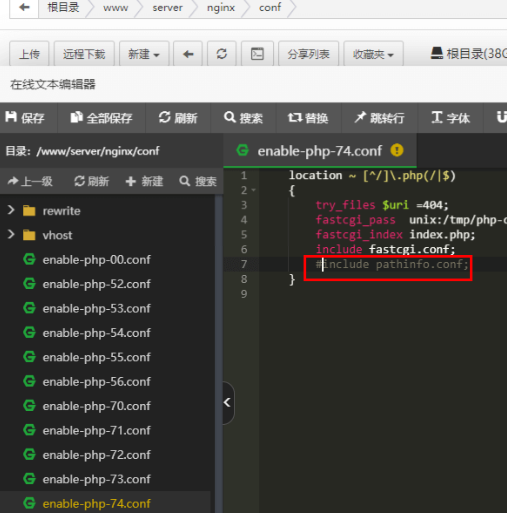 根目录 www server nginx conf
上传 远程下载 新建 分享列表 收藏夹 根目录(38G
在线文本编辑器
保存 全部保存 刷新 搜索 替换 跳转行 字体
目录：/www/server/nginx/conf
enable-php-74.conf
上一级 刷新 新建 搜索
1 location ~ [^/]\.php(/|$)
2 {
3 try_files $uri =404;
4 fastcgi_pass unix:/tmp/php-c
5 fastcgi_index index.php;
6 include fastcgi.conf;
7 #include pathinfo.conf;
8 }
9
rewrite
vhost
enable-php-00.conf
enable-php-52.conf
enable-php-53.conf
enable-php-54.conf
enable-php-55.conf
enable-php-56.conf
enable-php-70.conf
enable-php-71.conf
enable-php-72.conf
enable-php-73.conf
enable-php-74.conf